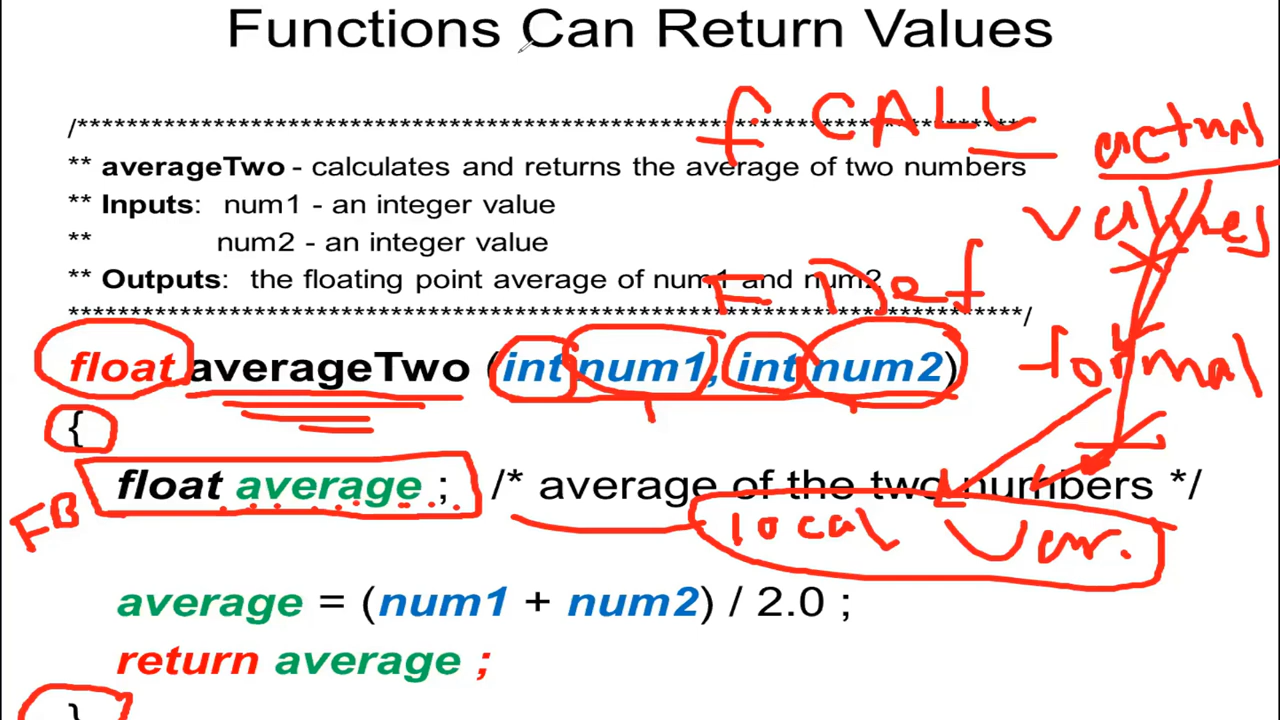 Functions Can Return Values
f CALL
/****************************************************************************
actual
** averageTwo - calculates and returns the average of two numbers
** Inputs: num1 - an integer value
values
** num2 - an integer value
** Outputs: the floating point average of num1 and num2
F Def
****************************************************************************/
float averageTwo (int num1, int num2)
formal
{
float average ; /* average of the two numbers */
FB
local Var.
average = (num1 + num2) / 2.0 ;
return average ;
}